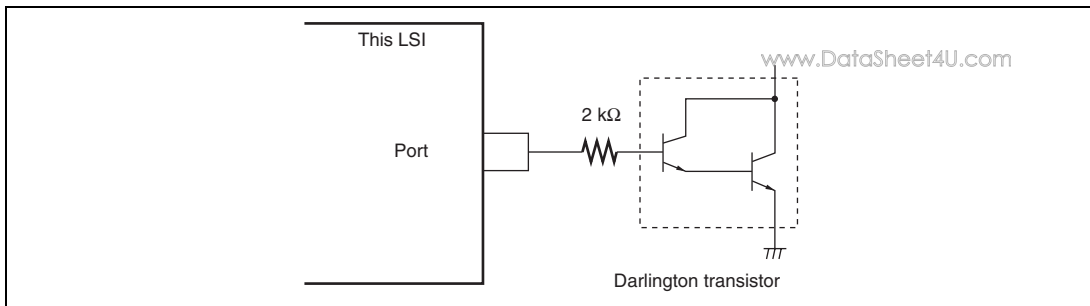 This LSI
www.DataSheet4U.com
2 kΩ
Port
Darlington transistor